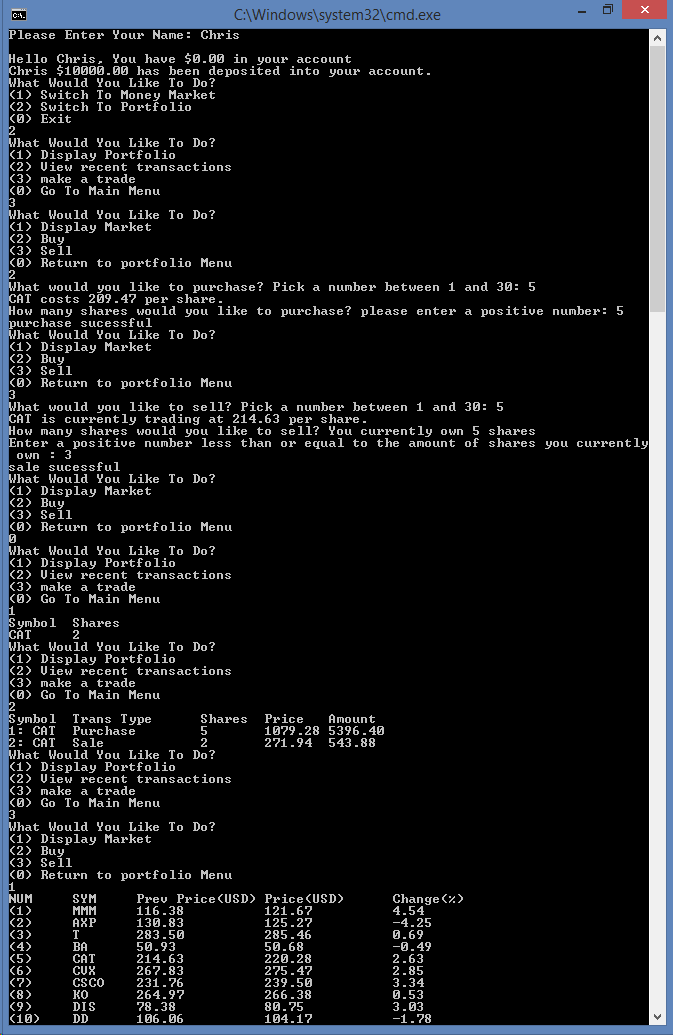 C:\Windows\system32\cmd.exe
Please Enter Your Name: Chris
Hello Chris, You have $0.00 in your account
Chris $10000.00 has been deposited into your account.
What Would You Like To Do?
(1) Switch To Money Market
(2) Switch To Portfolio
(0) Exit
2
What Would You Like To Do?
(1) Display Portfolio
(2) View recent transactions
(3) make a trade
(0) Go To Main Menu
3
What Would You Like To Do?
(1) Display Market
(2) Buy
(3) Sell
(0) Return to portfolio Menu
2
What would you like to purchase? Pick a number between 1 and 30: 5
CAT costs 209.47 per share.
How many shares would you like to purchase? please enter a positive number: 5
purchase sucessful
What Would You Like To Do?
(1) Display Market
(2) Buy
(3) Sell
(0) Return to portfolio Menu
3
What would you like to sell? Pick a number between 1 and 30: 5
CAT is currently trading at 214.63 per share.
How many shares would you like to sell? You currently own 5 shares
Enter a positive number less than or equal to the amount of shares you currently
own : 3
sale sucessful
What Would You Like To Do?
(1) Display Market
(2) Buy
(3) Sell
(0) Return to portfolio Menu
0
What Would You Like To Do?
(1) Display Portfolio
(2) View recent transactions
(3) make a trade
(0) Go To Main Menu
1
Symbol Shares
CAT 2
What Would You Like To Do?
(1) Display Portfolio
(2) View recent transactions
(3) make a trade
(0) Go To Main Menu
2
Symbol Trans Type Shares Price Amount
1: CAT Purchase 5 1079.28 5396.40
2: CAT Sale 2 271.94 543.88
What Would You Like To Do?
(1) Display Portfolio
(2) View recent transactions
(3) make a trade
(0) Go To Main Menu
3
What Would You Like To Do?
(1) Display Market
(2) Buy
(3) Sell
(0) Return to portfolio Menu
1
NUM SYM Prev Price(USD) Price(USD) Change(%)
(1) MMM 116.38 121.67 4.54
(2) AXP 130.83 125.27 -4.25
(3) T 283.50 285.46 0.69
(4) BA 50.93 50.68 -0.49
(5) CAT 214.63 220.28 2.63
(6) CVX 267.83 275.47 2.85
(7) CSCO 231.76 239.50 3.34
(8) KO 264.97 266.38 0.53
(9) DIS 78.38 80.75 3.03
(10) DD 106.06 104.17 -1.78